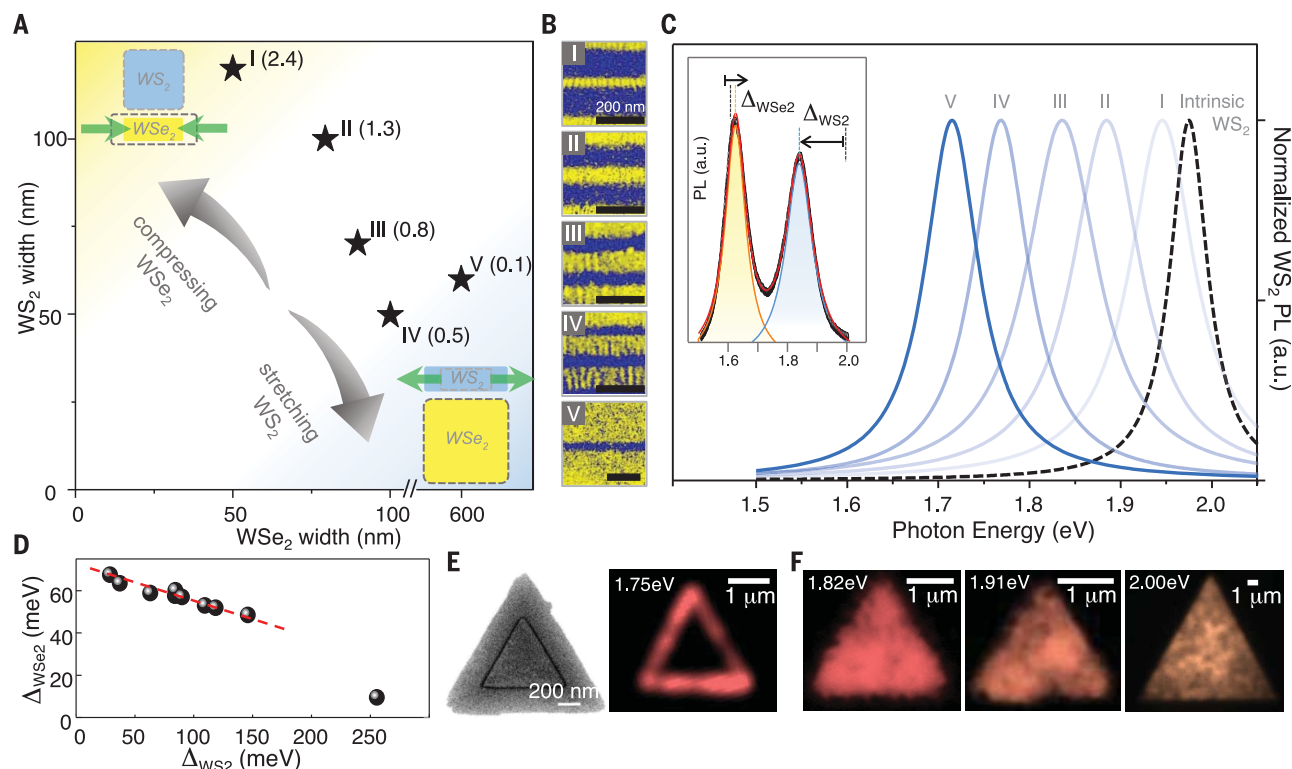 A
WS2
WSe2
I (2.4)
II (1.3)
III (0.8)
V (0.1)
IV (0.5)
compressing
WSe2
stretching
WS2
WS2
WSe2
100
50
0
0
50
100
600
WS2 width (nm)
WSe2 width (nm)
B
I
200 nm
II
III
IV
V
C
ΔWSe2
ΔWS2
PL (a.u.)
1.6
1.8
2.0
V
IV
III
II
I
Intrinsic
WS2
Normalized WS2 PL (a.u.)
1.5
1.6
1.7
1.8
1.9
2.0
Photon Energy (eV)
D
60
40
20
0
0
50
100
150
200
250
ΔWSe2 (meV)
ΔWS2 (meV)
E
200 nm
1.75eV
1 μm
F
1.82eV
1 μm
1.91eV
1 μm
2.00eV
1 μm